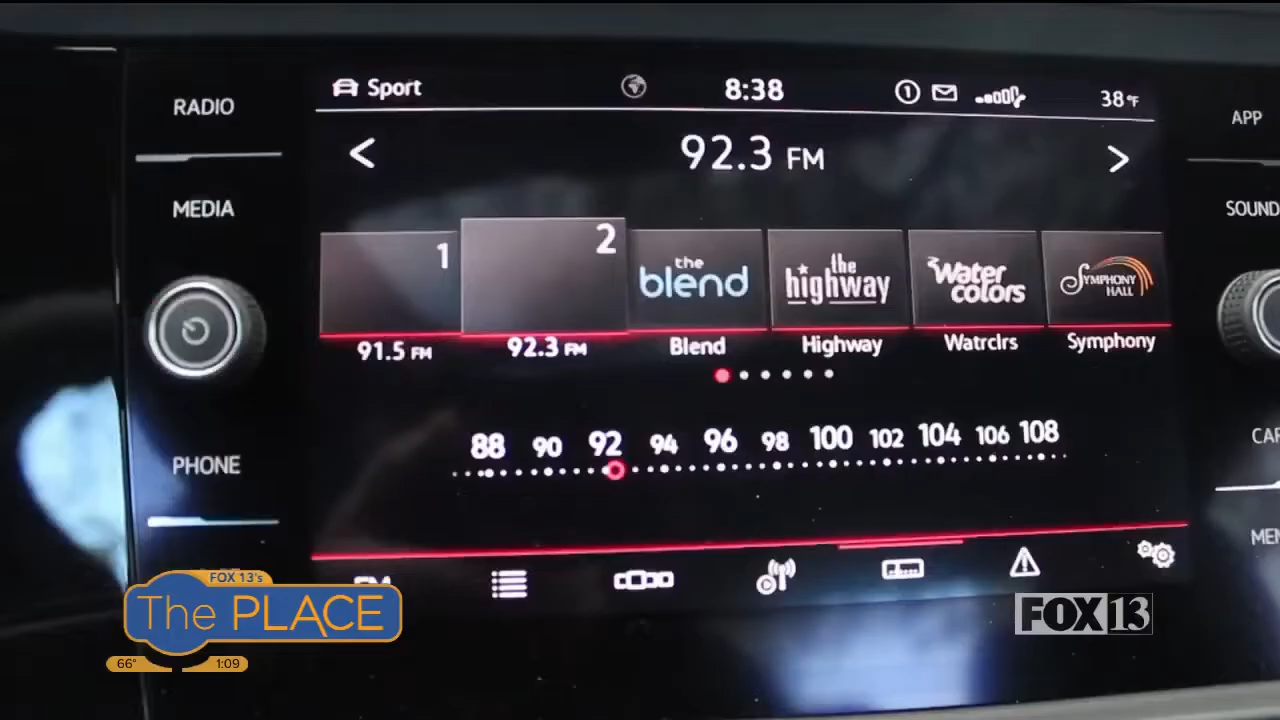 RADIO
MEDIA
PHONE
Sport
8:38
1
38°F
< 92.3 FM >
1
2
the blend
the highway
Water colors
SYMPHONY HALL
91.5 FM
92.3 FM
Blend
Highway
Watrclrs
Symphony
88 90 92 94 96 98 100 102 104 106 108
FM
APP
SOUND
FOX 13's
The PLACE
66°
1:09
FOX 13